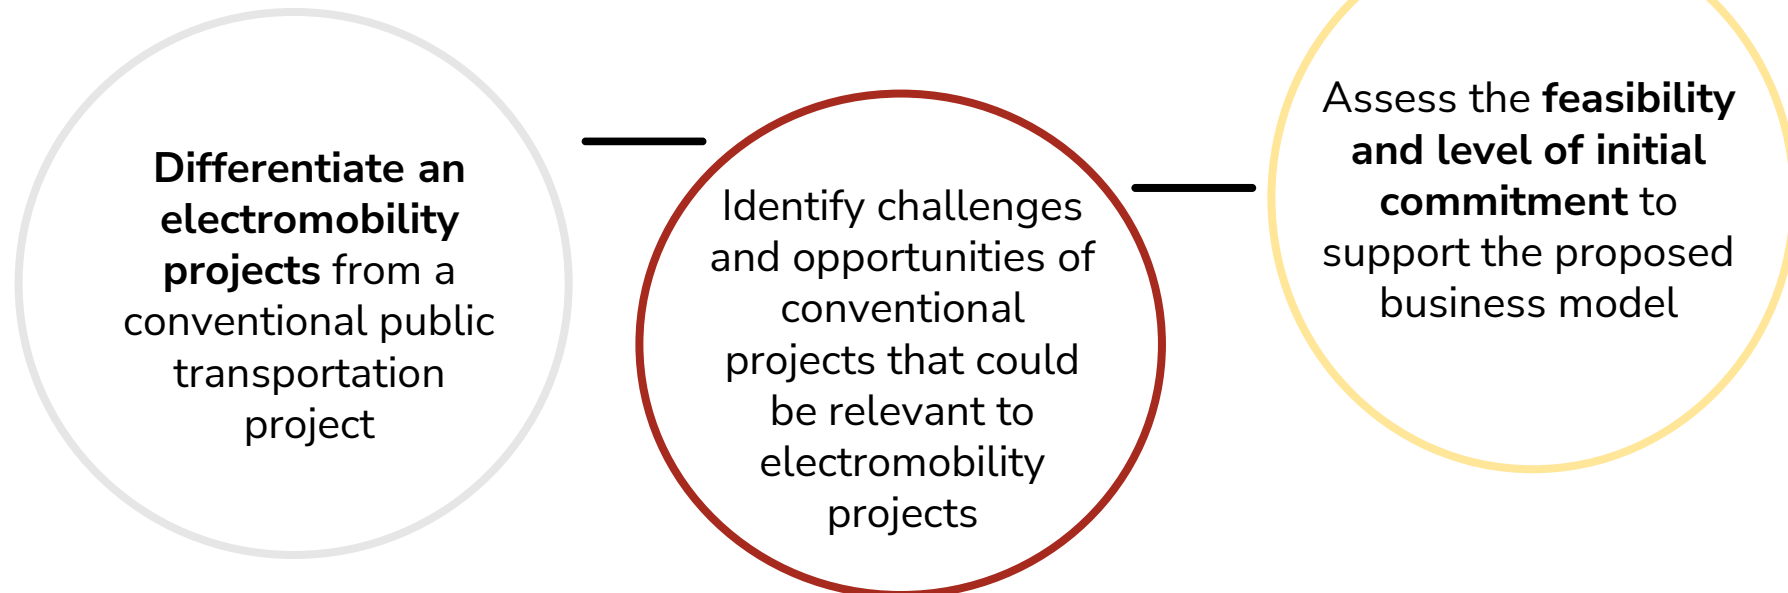 Differentiate an
electromobility
projects from a
conventional public
transportation
project
Identify challenges
and opportunities of
conventional
projects that could
be relevant to
electromobility
projects
Assess the feasibility
and level of initial
commitment to
support the proposed
business model